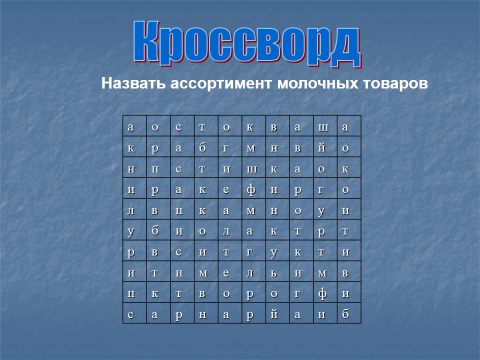 Кроссворд
Назвать ассортимент молочных товаров
а о с т о к в а ш а
к р а б г м н в й о
н п с т и ш к а о к
и р а к е ф и р г о
л в п к а м н о у и
у б и о л а к т р т
р в с и т г у к т и
и т и м е л ь и м в
п к т в о р о г ф и
с а р н а р й а и б